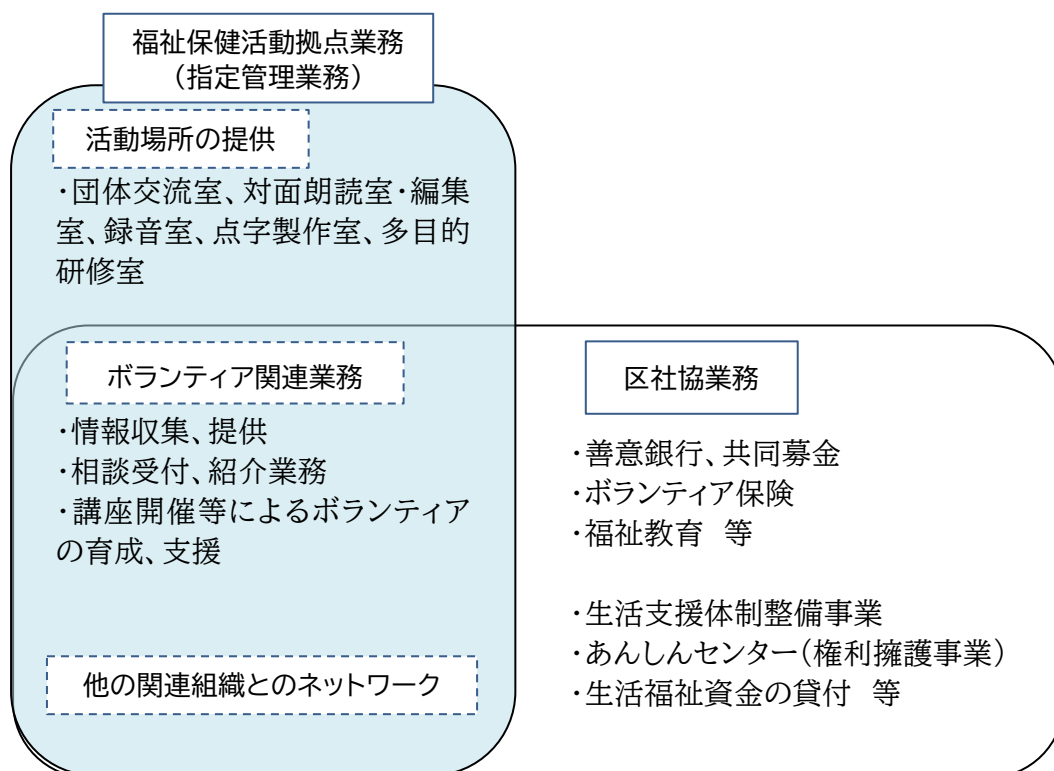 福祉保健活動拠点業務
（指定管理業務）
活動場所の提供
・団体交流室、対面朗読室・編集
室、録音室、点字製作室、多目的
研修室
ボランティア関連業務
・情報収集、提供
・相談受付、紹介業務
・講座開催等によるボランティア
の育成、支援
他の関連組織とのネットワーク
区社協業務
・善意銀行、共同募金
・ボランティア保険
・福祉教育　等
・生活支援体制整備事業
・あんしんセンター（権利擁護事業）
・生活福祉資金の貸付　等